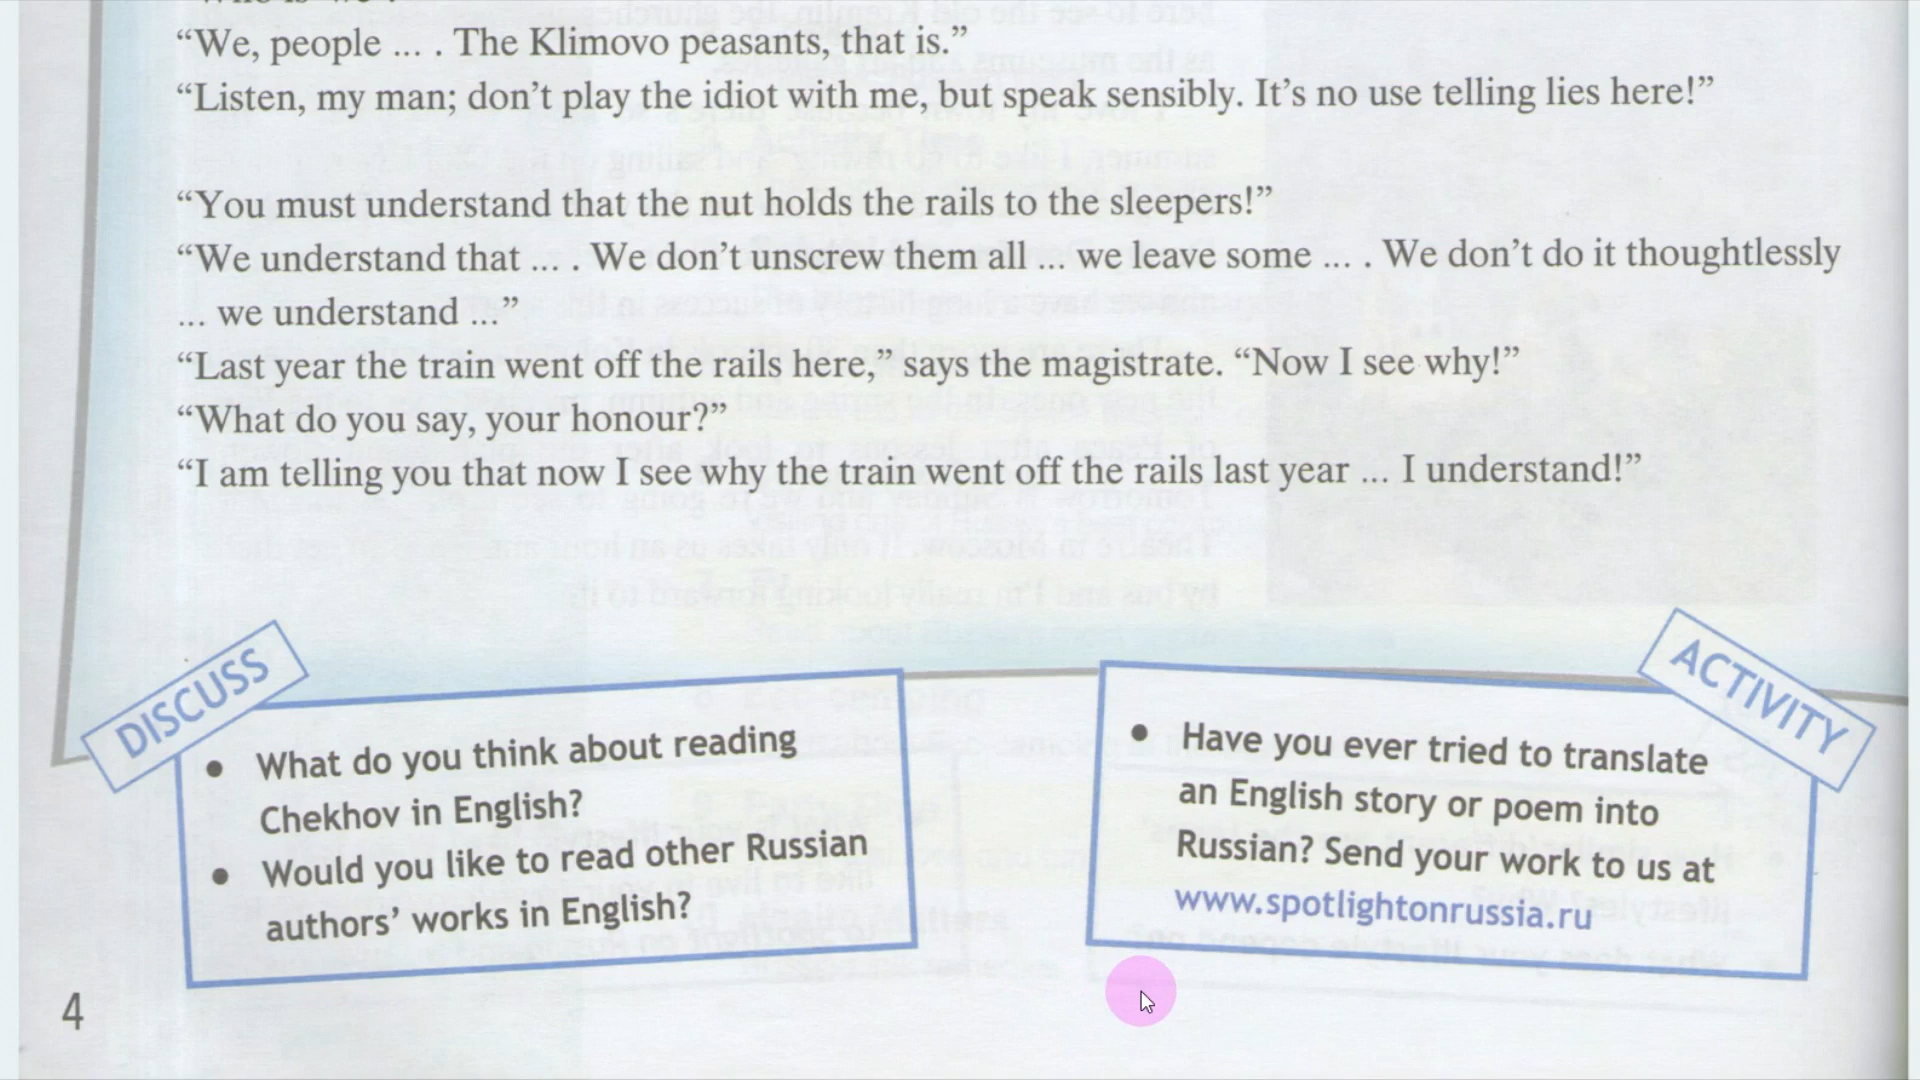 “We, people ... . The Klimovo peasants, that is.”
“Listen, my man; don’t play the idiot with me, but speak sensibly. It’s no use telling lies here!”
“You must understand that the nut holds the rails to the sleepers!”
“We understand that ... . We don’t unscrew them all ... we leave some ... . We don’t do it thoughtlessly
... we understand ...”
“Last year the train went off the rails here,” says the magistrate. “Now I see why!”
“What do you say, your honour?”
“I am telling you that now I see why the train went off the rails last year ... I understand!”
DISCUSS
• What do you think about reading
Chekhov in English?
• Would you like to read other Russian
authors’ works in English?
ACTIVITY
• Have you ever tried to translate
an English story or poem into
Russian? Send your work to us at
www.spotlightonrussia.ru
4